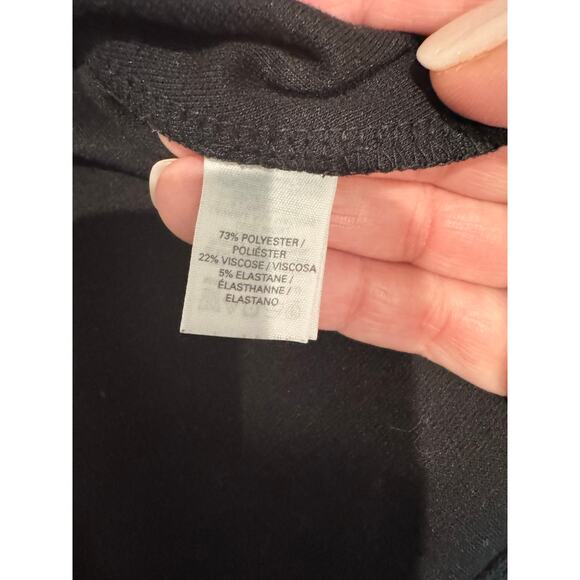 73% POLYESTER /
POLIÉSTER
22% VISCOSE / VISCOSA
5% ELASTANE /
ÉLASTHANNE /
ELASTANO